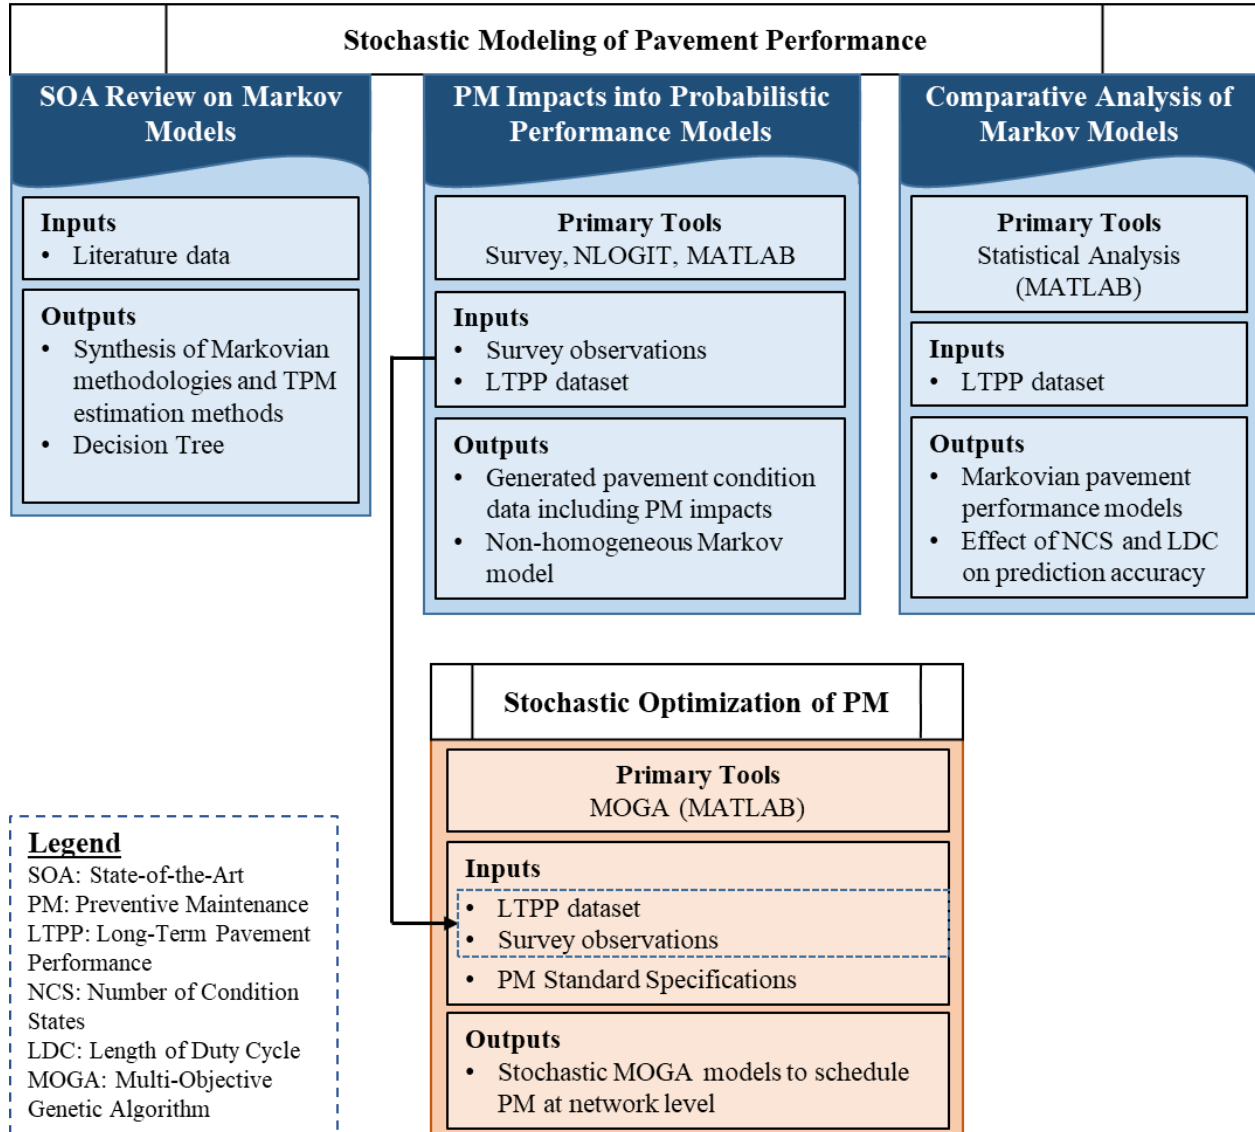 Stochastic Modeling of Pavement Performance
SOA Review on Markov
Models
Inputs
• Literature data
Outputs
• Synthesis of Markovian
methodologies and TPM
estimation methods
• Decision Tree
PM Impacts into Probabilistic
Performance Models
Primary Tools
Survey, NLOGIT, MATLAB
Inputs
• Survey observations
• LTPP dataset
Outputs
• Generated pavement condition
data including PM impacts
• Non-homogeneous Markov
model
Comparative Analysis of
Markov Models
Primary Tools
Statistical Analysis
(MATLAB)
Inputs
• LTPP dataset
Outputs
• Markovian pavement
performance models
• Effect of NCS and LDC
on prediction accuracy
Stochastic Optimization of PM
Primary Tools
MOGA (MATLAB)
Inputs
• LTPP dataset
• Survey observations
• PM Standard Specifications
Outputs
• Stochastic MOGA models to schedule
PM at network level
Legend
SOA: State-of-the-Art
PM: Preventive Maintenance
LTPP: Long-Term Pavement
Performance
NCS: Number of Condition
States
LDC: Length of Duty Cycle
MOGA: Multi-Objective
Genetic Algorithm